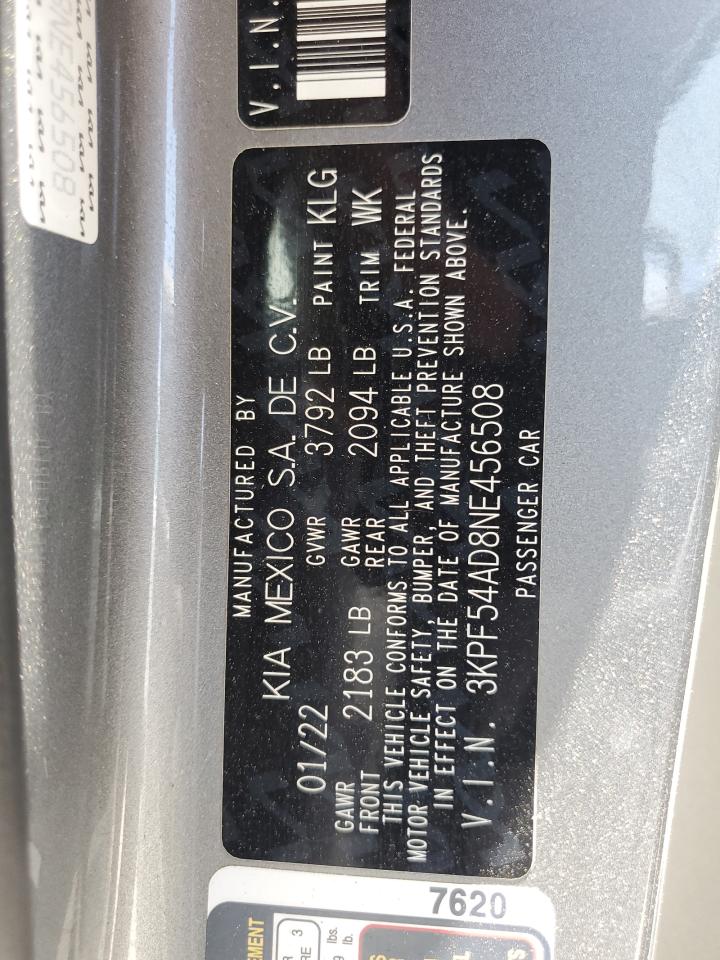 V.I.N.
NE456508
MANUFACTURED BY
KIA MEXICO S.A. DE C.V.
01/22 GVWR 3792 LB PAINT KLG
GAWR FRONT 2183 LB GAWR REAR 2094 LB TRIM WK
THIS VEHICLE CONFORMS TO ALL APPLICABLE U.S.A. FEDERAL
MOTOR VEHICLE SAFETY, BUMPER, AND THEFT PREVENTION STANDARDS
IN EFFECT ON THE DATE OF MANUFACTURE SHOWN ABOVE.
V.I.N. 3KPF54AD8NE456508
PASSENGER CAR
7620